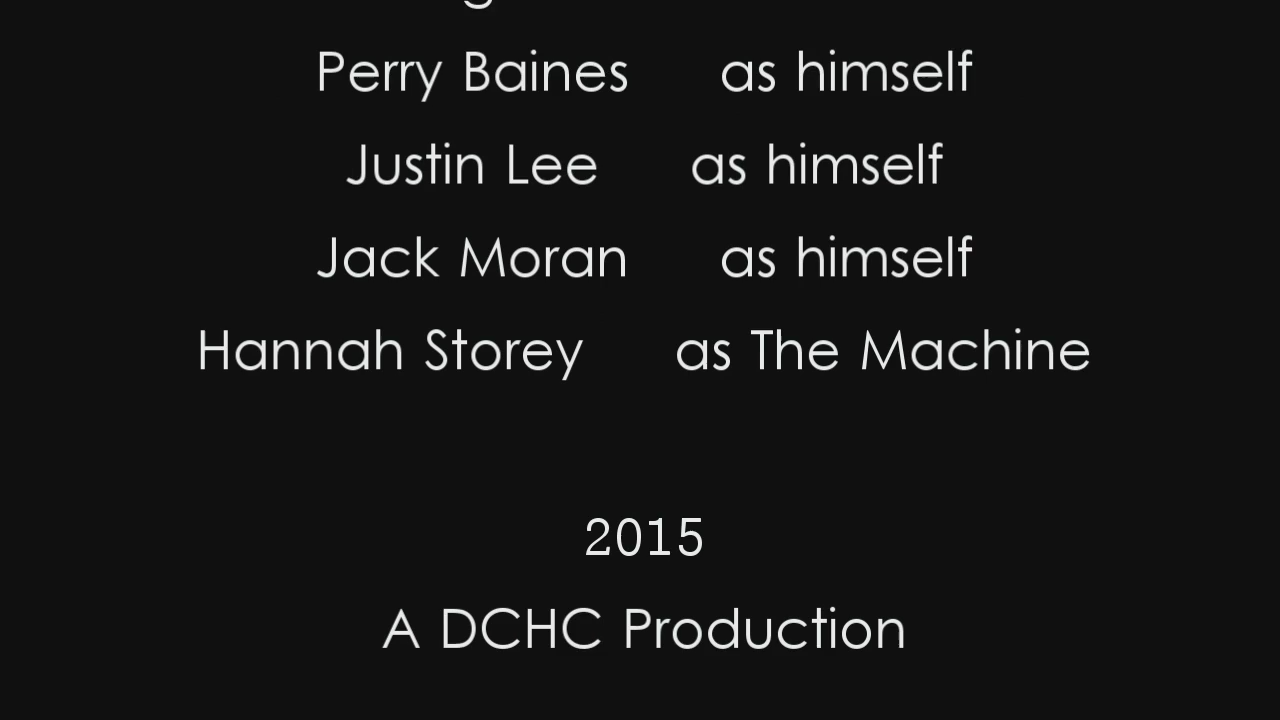 Perry Baines as himself
Justin Lee as himself
Jack Moran as himself
Hannah Storey as The Machine
2015
A DCHC Production